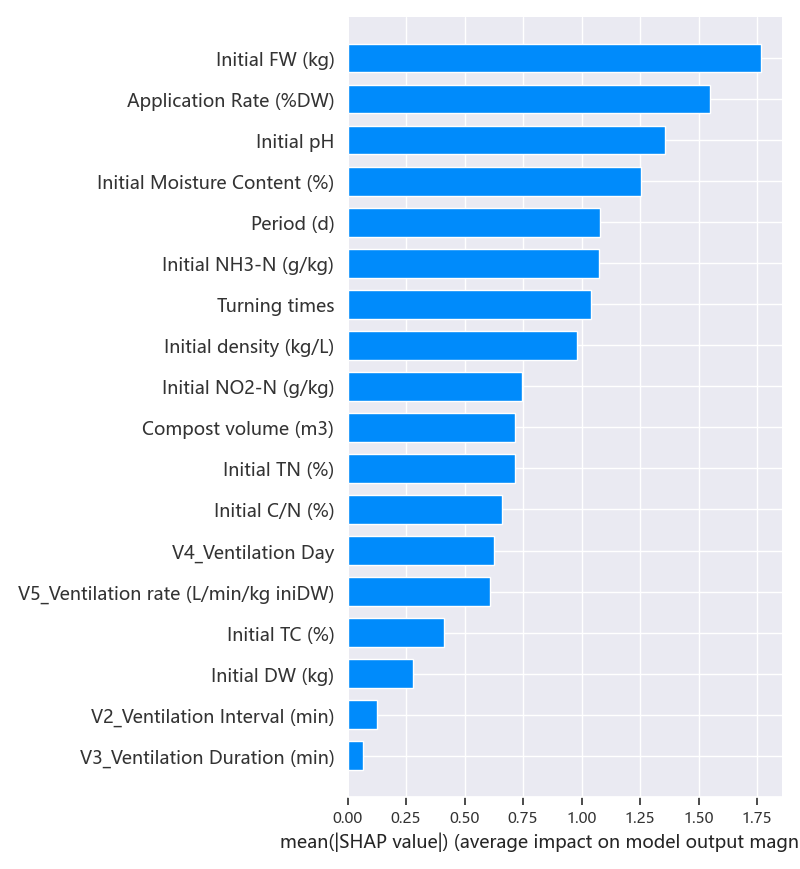 Initial FW (kg)
Application Rate (%DW)
Initial pH
Initial Moisture Content (%)
Period (d)
Initial NH3-N (g/kg)
Turning times
Initial density (kg/L)
Initial NO2-N (g/kg)
Compost volume (m3)
Initial TN (%)
Initial C/N (%)
V4_Ventilation Day
V5_Ventilation rate (L/min/kg iniDW)
Initial TC (%)
Initial DW (kg)
V2_Ventilation Interval (min)
V3_Ventilation Duration (min)
0.00 0.25 0.50 0.75 1.00 1.25 1.50 1.75
mean(|SHAP value|) (average impact on model output magn